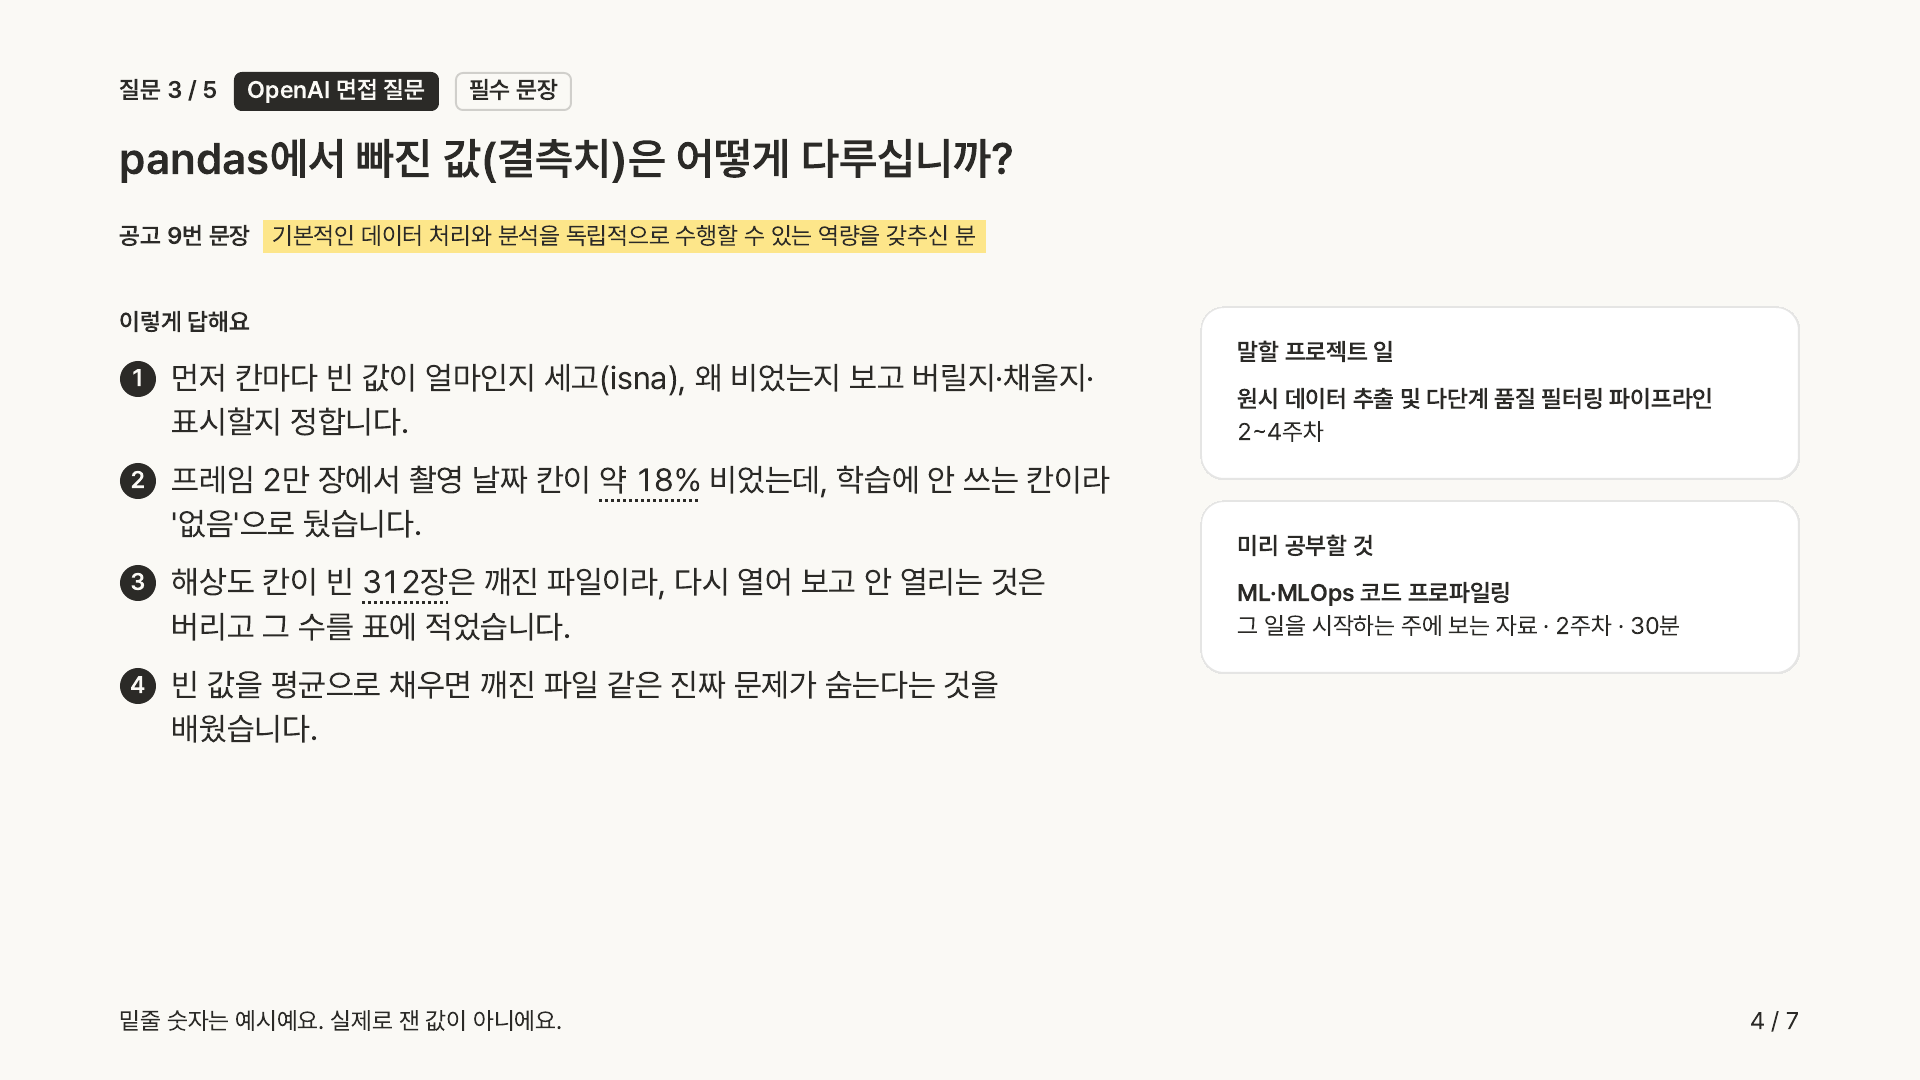 질문 3 / 5 OpenAI 면접 질문 필수 문장
pandas에서 빠진 값(결측치)은 어떻게 다루십니까?
공고 9번 문장 기본적인 데이터 처리와 분석을 독립적으로 수행할 수 있는 역량을 갖추신 분
이렇게 답해요
1 먼저 칸마다 빈 값이 얼마인지 세고(isna), 왜 비었는지 보고 버릴지·채울지·
표시할지 정합니다.
2 프레임 2만 장에서 촬영 날짜 칸이 약 18% 비었는데, 학습에 안 쓰는 칸이라
'없음'으로 뒀습니다.
3 해상도 칸이 빈 312장은 깨진 파일이라, 다시 열어 보고 안 열리는 것은
버리고 그 수를 표에 적었습니다.
4 빈 값을 평균으로 채우면 깨진 파일 같은 진짜 문제가 숨는다는 것을
배웠습니다.
말할 프로젝트 일
원시 데이터 추출 및 다단계 품질 필터링 파이프라인
2~4주차
미리 공부할 것
ML·MLOps 코드 프로파일링
그 일을 시작하는 주에 보는 자료 · 2주차 · 30분
밑줄 숫자는 예시예요. 실제로 잰 값이 아니에요.
4 / 7